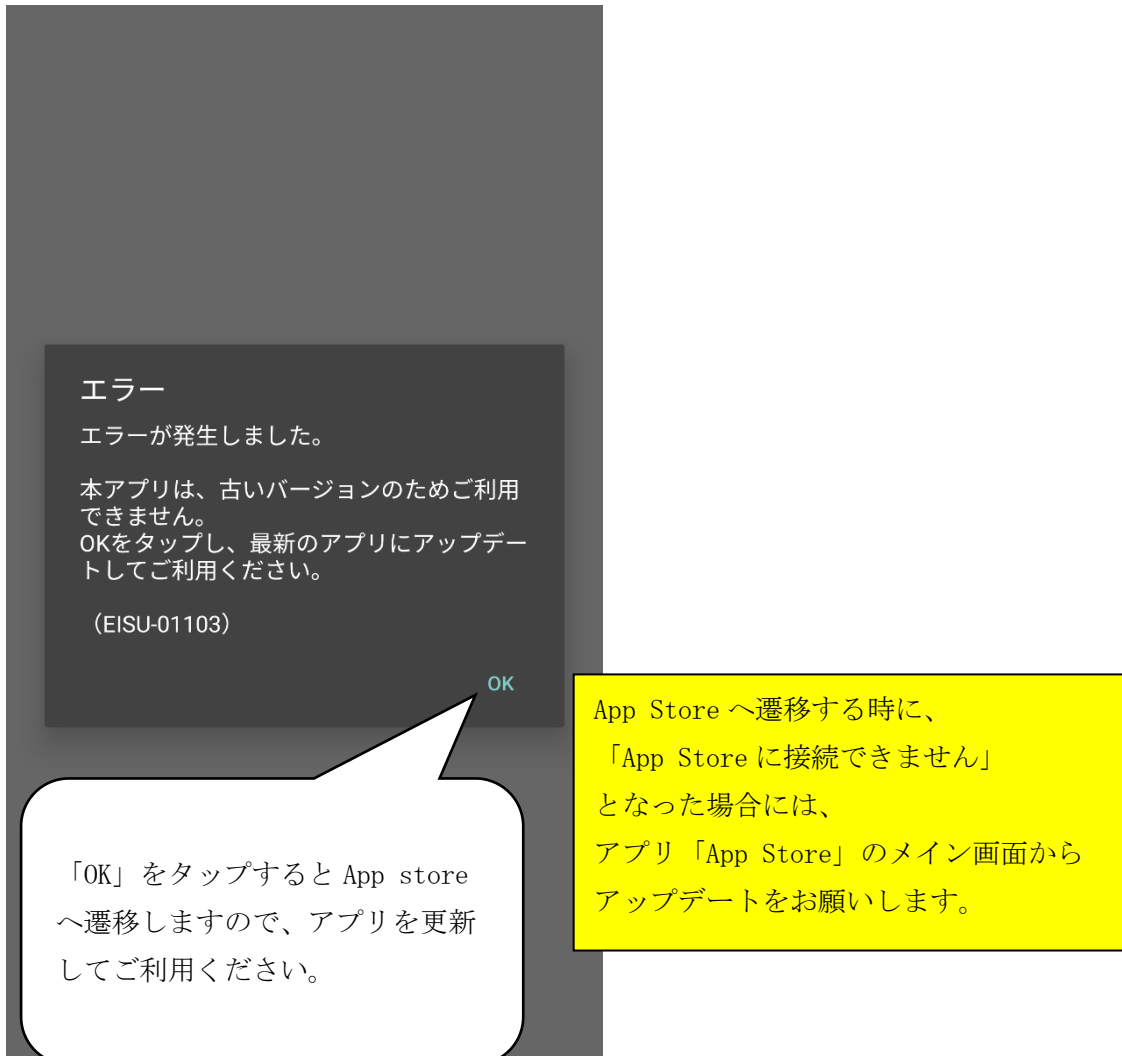 エラー
エラーが発生しました。
本アプリは、古いバージョンのためご利用
できません。
OKをタップし、最新のアプリにアップデー
トしてご利用ください。
（EISU-01103）
OK
「OK」をタップすると App store
へ遷移しますので、アプリを更新
してご利用ください。
App Store へ遷移する時に、
「App Store に接続できません」
となった場合には、
アプリ「App Store」のメイン画面から
アップデートをお願いします。